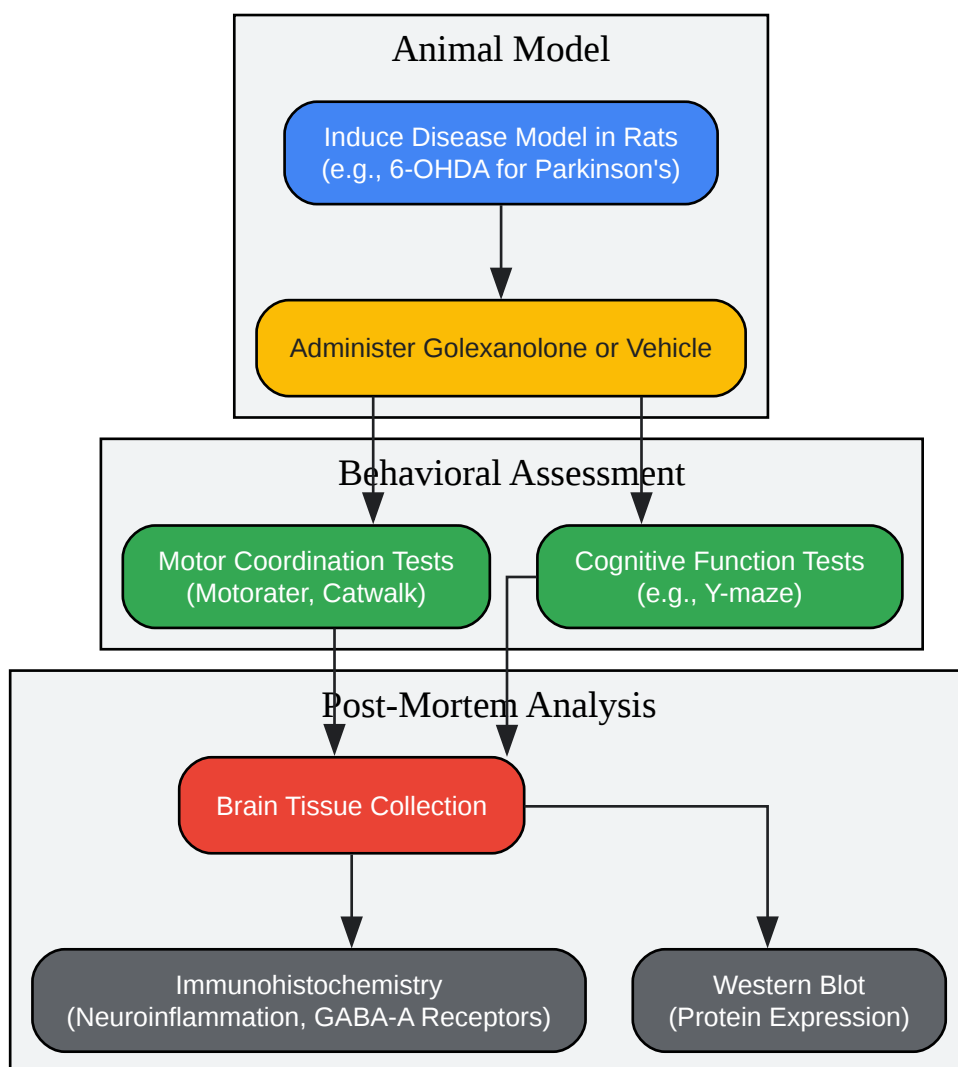 Animal Model
Induce Disease Model in Rats
(e.g., 6-OHDA for Parkinson's)
Administer Golexanolone or Vehicle
Behavioral Assessment
Motor Coordination Tests
(Motorater, Catwalk)
Cognitive Function Tests
(e.g., Y-maze)
Post-Mortem Analysis
Brain Tissue Collection
Immunohistochemistry
(Neuroinflammation, GABA-A Receptors)
Western Blot
(Protein Expression)